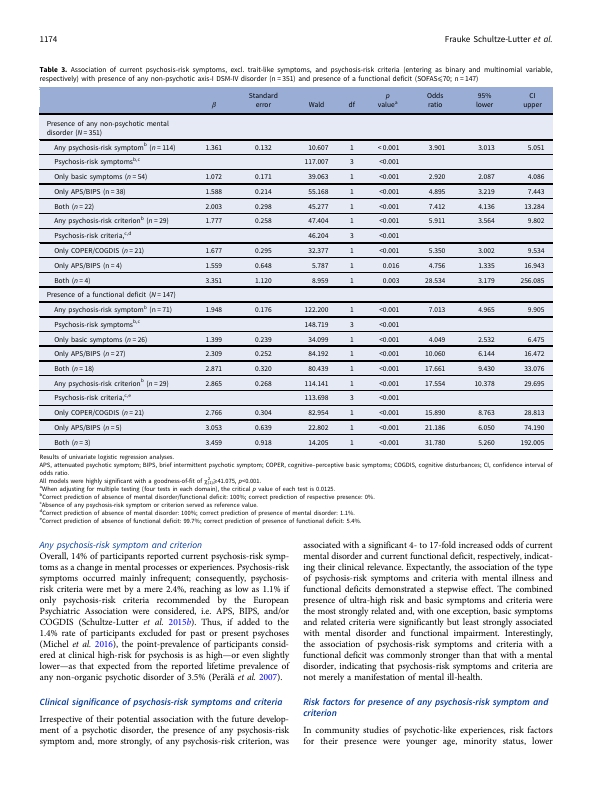 1174 Frauke Schultze-Lutter et al.
Table 3. Association of current psychosis-risk symptoms, excl. trait-like symptoms, and psychosis-risk criteria (entering as binary and multinomial variable,
respectively) with presence of any non-psychotic axis-I DSM-IV disorder (n = 351) and presence of a functional deficit (SOFAS⩽70; n = 147)
β Standard error Wald df p valueᵃ Odds ratio 95% lower CI upper
Presence of any non-psychotic mental
disorder (N = 351)
Any psychosis-risk symptomᵇ (n = 114) 1.361 0.132 10.607 1 < 0.001 3.901 3.013 5.051
Psychosis-risk symptomsᵇ,ᶜ 117.007 3 <0.001
Only basic symptoms (n = 54) 1.072 0.171 39.063 1 <0.001 2.920 2.087 4.086
Only APS/BIPS (n = 38) 1.588 0.214 55.168 1 <0.001 4.895 3.219 7.443
Both (n = 22) 2.003 0.298 45.277 1 <0.001 7.412 4.136 13.284
Any psychosis-risk criterionᵇ (n = 29) 1.777 0.258 47.404 1 <0.001 5.911 3.564 9.802
Psychosis-risk criteria,ᶜ,ᵈ 46.204 3 <0.001
Only COPER/COGDIS (n = 21) 1.677 0.295 32.377 1 <0.001 5.350 3.002 9.534
Only APS/BIPS (n = 4) 1.559 0.648 5.787 1 0.016 4.756 1.335 16.943
Both (n = 4) 3.351 1.120 8.959 1 0.003 28.534 3.179 256.085
Presence of a functional deficit (N = 147)
Any psychosis-risk symptomᵇ (n = 71) 1.948 0.176 122.200 1 <0.001 7.013 4.965 9.905
Psychosis-risk symptomsᵇ,ᶜ 148.719 3 <0.001
Only basic symptoms (n = 26) 1.399 0.239 34.099 1 <0.001 4.049 2.532 6.475
Only APS/BIPS (n = 27) 2.309 0.252 84.192 1 <0.001 10.060 6.144 16.472
Both (n = 18) 2.871 0.320 80.439 1 <0.001 17.661 9.430 33.076
Any psychosis-risk criterionᵇ (n = 29) 2.865 0.268 114.141 1 <0.001 17.554 10.378 29.695
Psychosis-risk criteria,ᶜ,ᵉ 113.698 3 <0.001
Only COPER/COGDIS (n = 21) 2.766 0.304 82.954 1 <0.001 15.890 8.763 28.813
Only APS/BIPS (n = 5) 3.053 0.639 22.802 1 <0.001 21.186 6.050 74.190
Both (n = 3) 3.459 0.918 14.205 1 <0.001 31.780 5.260 192.005
Results of univariate logistic regression analyses.
APS, attenuated psychotic symptom; BIPS, brief intermittent psychotic symptom; COPER, cognitive-perceptive basic symptoms; COGDIS, cognitive disturbances; CI, confidence interval of
odds ratio.
All models were highly significant with a goodness-of-fit of χ²₍₁₎≥41.075, p<0.001.
ᵃWhen adjusting for multiple testing (four tests in each domain), the critical p value of each test is 0.0125.
ᵇCorrect prediction of absence of mental disorder/functional deficit: 100%; correct prediction of respective presence: 0%.
ᶜAbsence of any psychosis-risk symptom or criterion served as reference value.
ᵈCorrect prediction of absence of mental disorder: 100%; correct prediction of presence of mental disorder: 1.1%.
ᵉCorrect prediction of absence of functional deficit: 99.7%; correct prediction of presence of functional deficit: 5.4%.
Any psychosis-risk symptom and criterion
Overall, 14% of participants reported current psychosis-risk symp-
toms as a change in mental processes or experiences. Psychosis-risk
symptoms occurred mainly infrequent; consequently, psychosis-
risk criteria were met by a mere 2.4%, reaching as low as 1.1% if
only psychosis-risk criteria recommended by the European
Psychiatric Association were considered, i.e. APS, BIPS, and/or
COGDIS (Schultze-Lutter et al. 2015b). Thus, if added to the
1.4% rate of participants excluded for past or present psychoses
(Michel et al. 2016), the point-prevalence of participants consid-
ered at clinical high-risk for psychosis is as high—or even slightly
lower—as that expected from the reported lifetime prevalence of
any non-organic psychotic disorder of 3.5% (Perälä et al. 2007).
Clinical significance of psychosis-risk symptoms and criteria
Irrespective of their potential association with the future develop-
ment of a psychotic disorder, the presence of any psychosis-risk
symptom and, more strongly, of any psychosis-risk criterion, was
associated with a significant 4- to 17-fold increased odds of current
mental disorder and current functional deficit, respectively, indicat-
ing their clinical relevance. Expectantly, the association of the type
of psychosis-risk symptoms and criteria with mental illness and
functional deficits demonstrated a stepwise effect. The combined
presence of ultra-high risk and basic symptoms and criteria were
the most strongly related and, with one exception, basic symptoms
and related criteria were significantly but least strongly associated
with mental disorder and functional impairment. Interestingly,
the association of psychosis-risk symptoms and criteria with a
functional deficit was commonly stronger than that with a mental
disorder, indicating that psychosis-risk symptoms and criteria are
not merely a manifestation of mental ill-health.
Risk factors for presence of any psychosis-risk symptom and
criterion
In community studies of psychotic-like experiences, risk factors
for their presence were younger age, minority status, lower